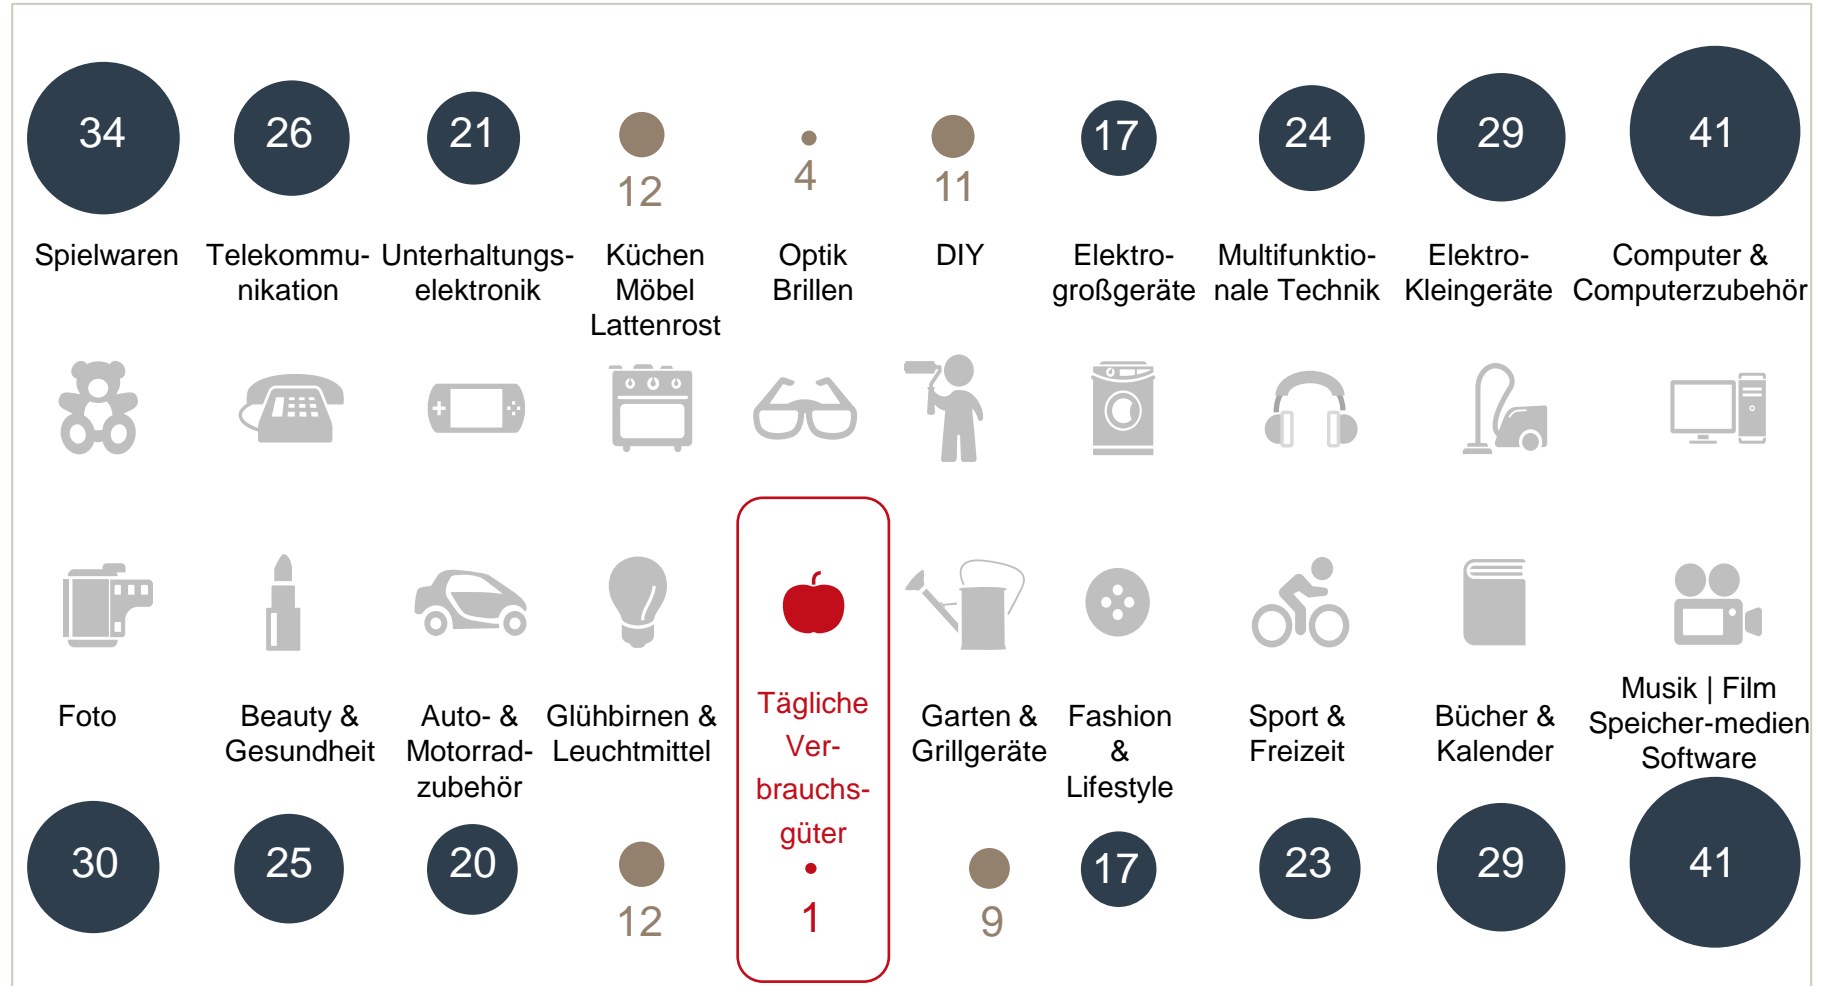 34 26 21 12 4 11 17 24 29 41
Spielwaren
Telekommu-
nikation
Unterhaltungs-
elektronik
Küchen
Möbel
Lattenrost
Optik
Brillen
DIY
Elektro-
großgeräte
Multifunktio-
nale Technik
Elektro-
Kleingeräte
Computer &
Computerzubehör
Foto
Beauty &
Gesundheit
Auto- &
Motorrad-
zubehör
Glühbirnen &
Leuchtmittel
Tägliche
Ver-
brauchs-
güter
Garten &
Grillgeräte
Fashion
&
Lifestyle
Sport &
Freizeit
Bücher &
Kalender
Musik | Film
Speicher-medien
Software
30 25 20 12 1 9 17 23 29 41